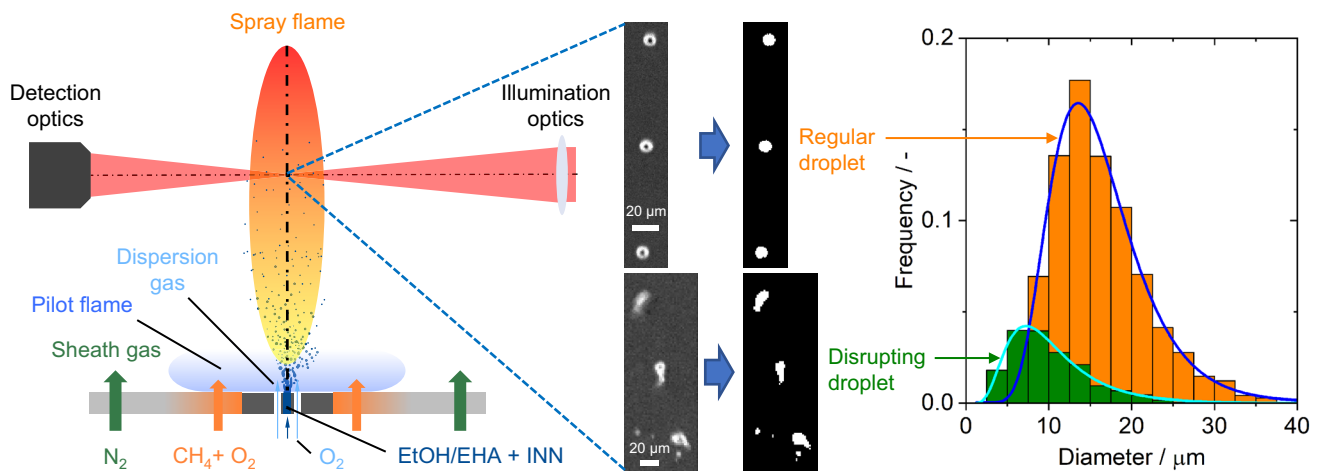 Spray flame
Detection
optics
Illumination
optics
Dispersion
gas
Pilot flame
Sheath gas
N₂
CH₄+ O₂
O₂
EtOH/EHA + INN
20 µm
20 µm
Regular
droplet
Disrupting
droplet
Frequency / -
0.2
0.1
0.0
0
10
20
30
40
Diameter / µm